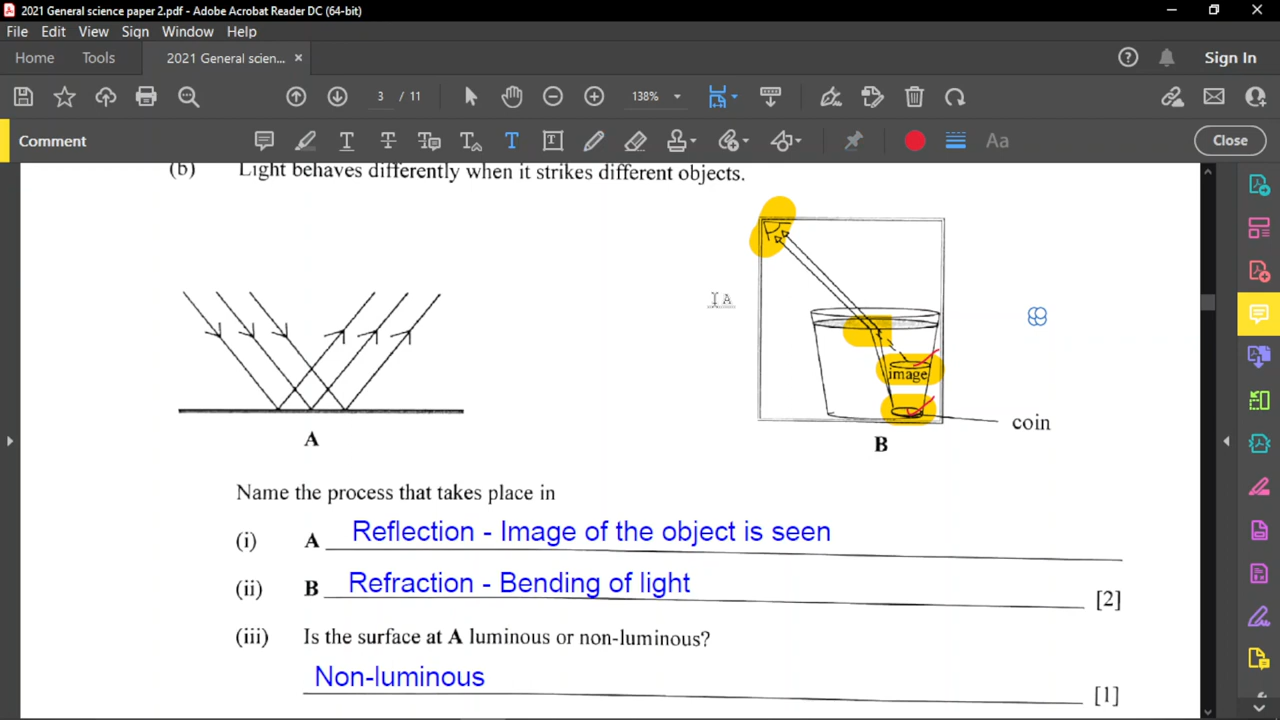 2021 General science paper 2.pdf - Adobe Acrobat Reader DC (64-bit)
File Edit View Sign Window Help
Home Tools 2021 General scien... × Sign In
3 / 11 138%
Comment Close
(b) Light behaves differently when it strikes different objects.
A
image
coin
A
B
Name the process that takes place in
(i) A Reflection - Image of the object is seen
(ii) B Refraction - Bending of light [2]
(iii) Is the surface at A luminous or non-luminous?
Non-luminous [1]